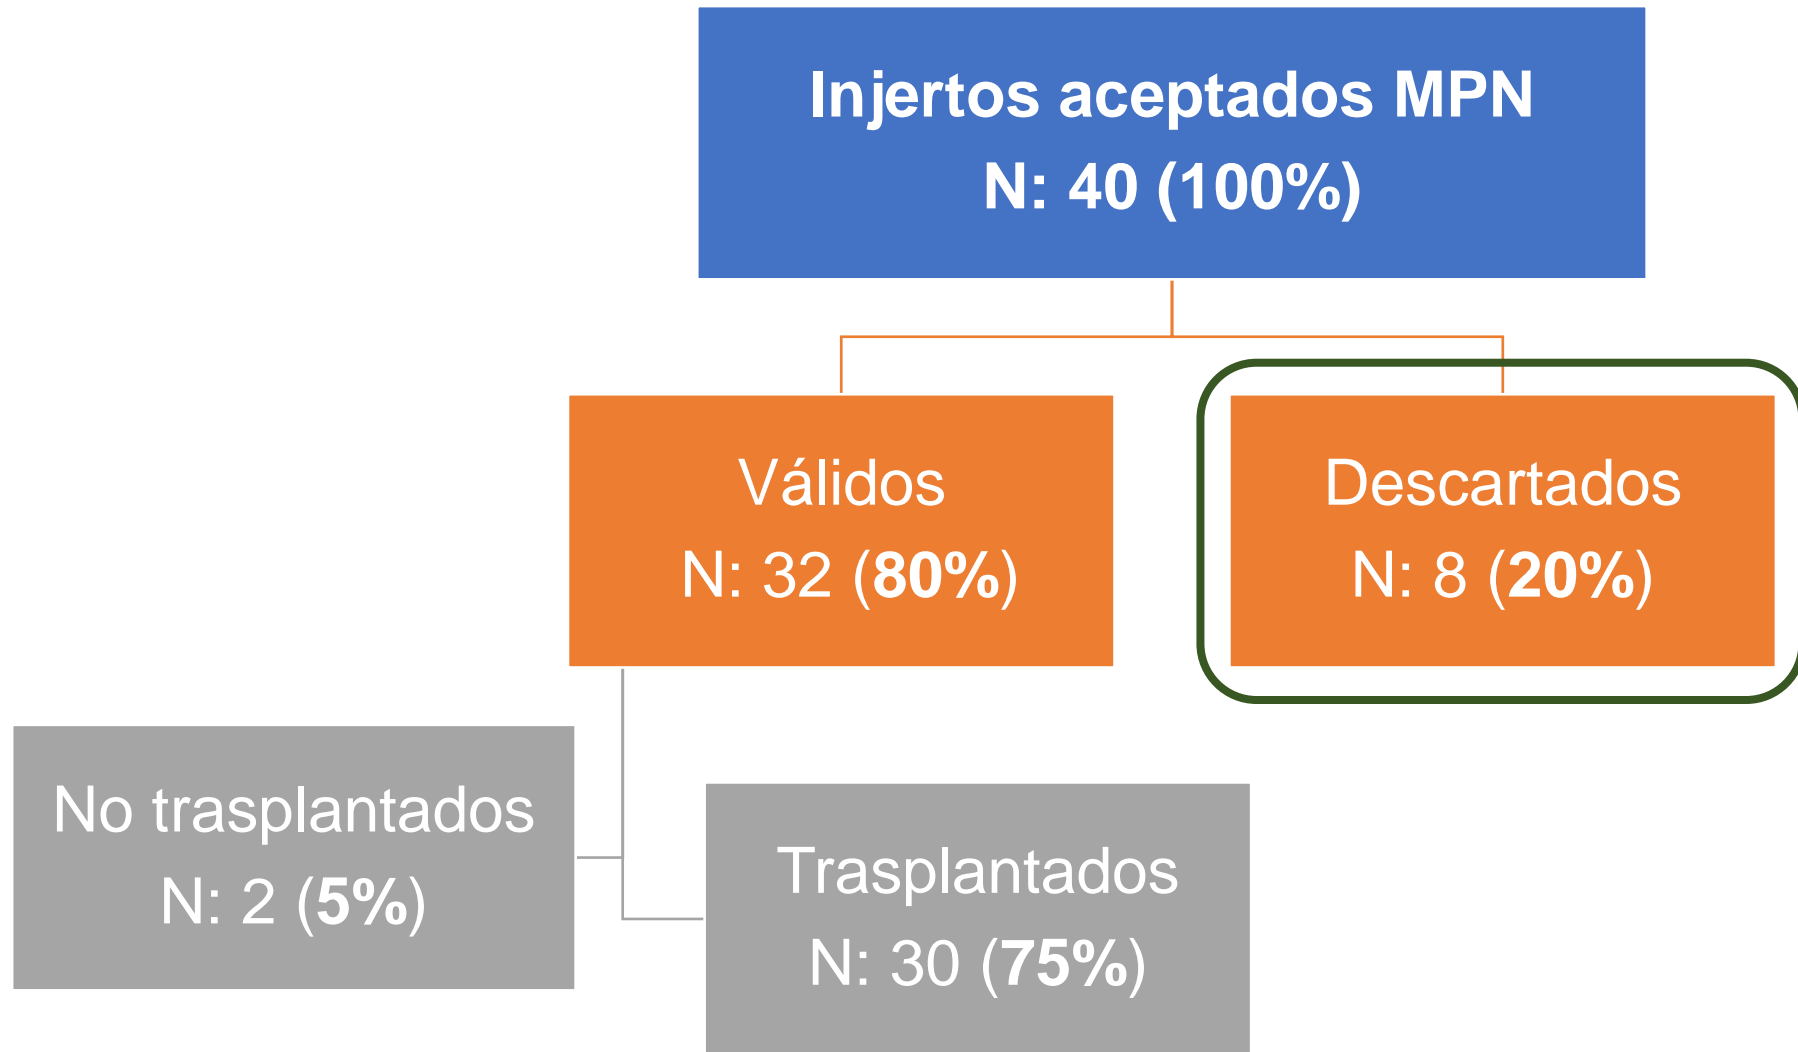 Injertos aceptados MPN
N: 40 (100%)
Válidos
N: 32 (80%)
Descartados
N: 8 (20%)
No trasplantados
N: 2 (5%)
Trasplantados
N: 30 (75%)